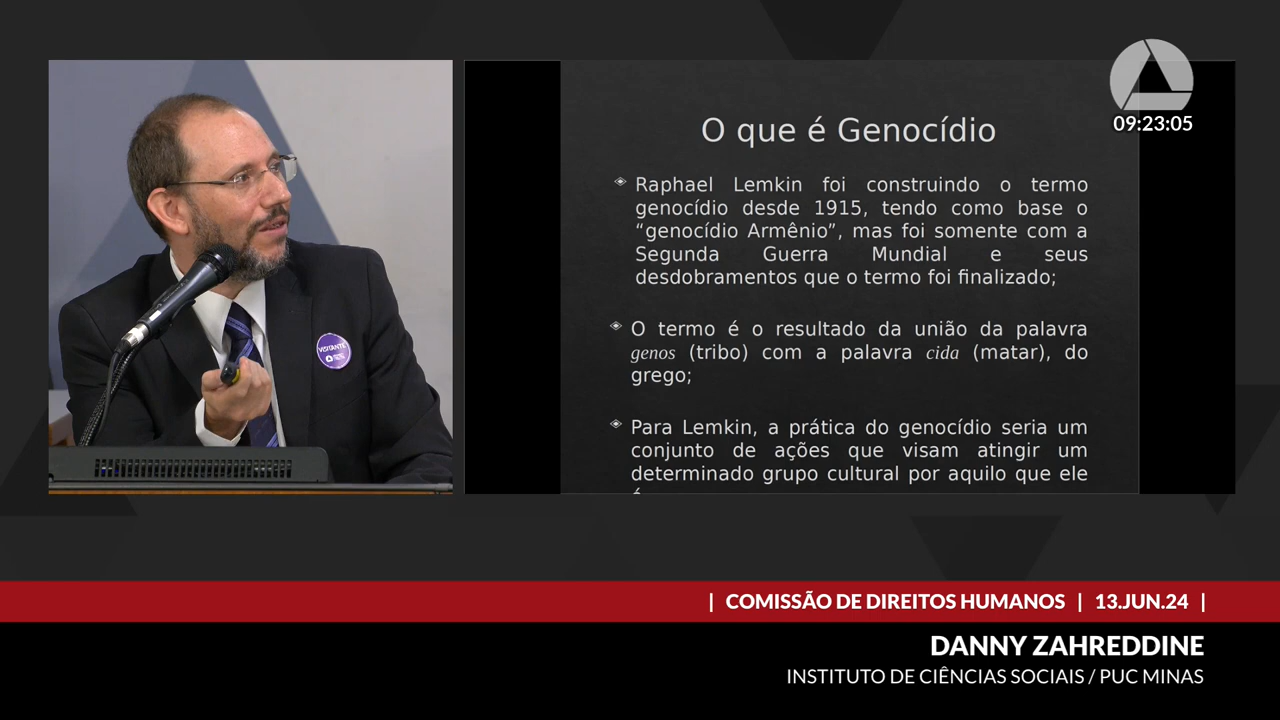 09:23:05
VISITANTE
O que é Genocídio
Raphael Lemkin foi construindo o termo
genocídio desde 1915, tendo como base o
“genocídio Armênio”, mas foi somente com a
Segunda Guerra Mundial e seus
desdobramentos que o termo foi finalizado;
O termo é o resultado da união da palavra
genos (tribo) com a palavra cida (matar), do
grego;
Para Lemkin, a prática do genocídio seria um
conjunto de ações que visam atingir um
determinado grupo cultural por aquilo que ele
| COMISSÃO DE DIREITOS HUMANOS | 13.JUN.24 |
DANNY ZAHREDDINE
INSTITUTO DE CIÊNCIAS SOCIAIS / PUC MINAS